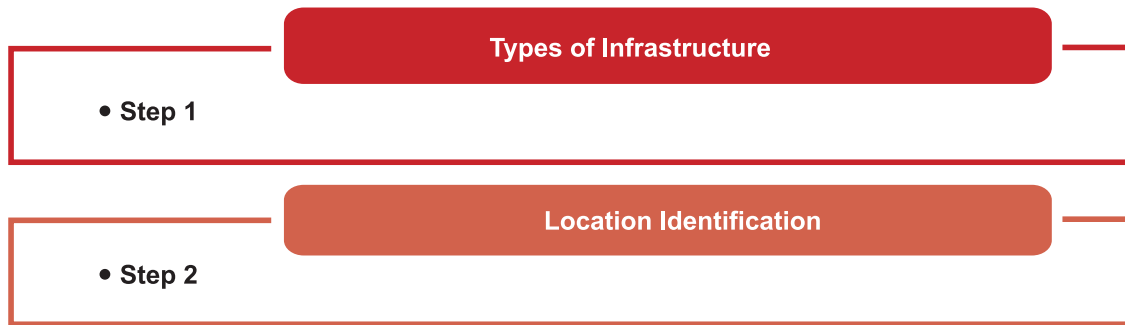 Types of Infrastructure
• Step 1
Location Identification
• Step 2